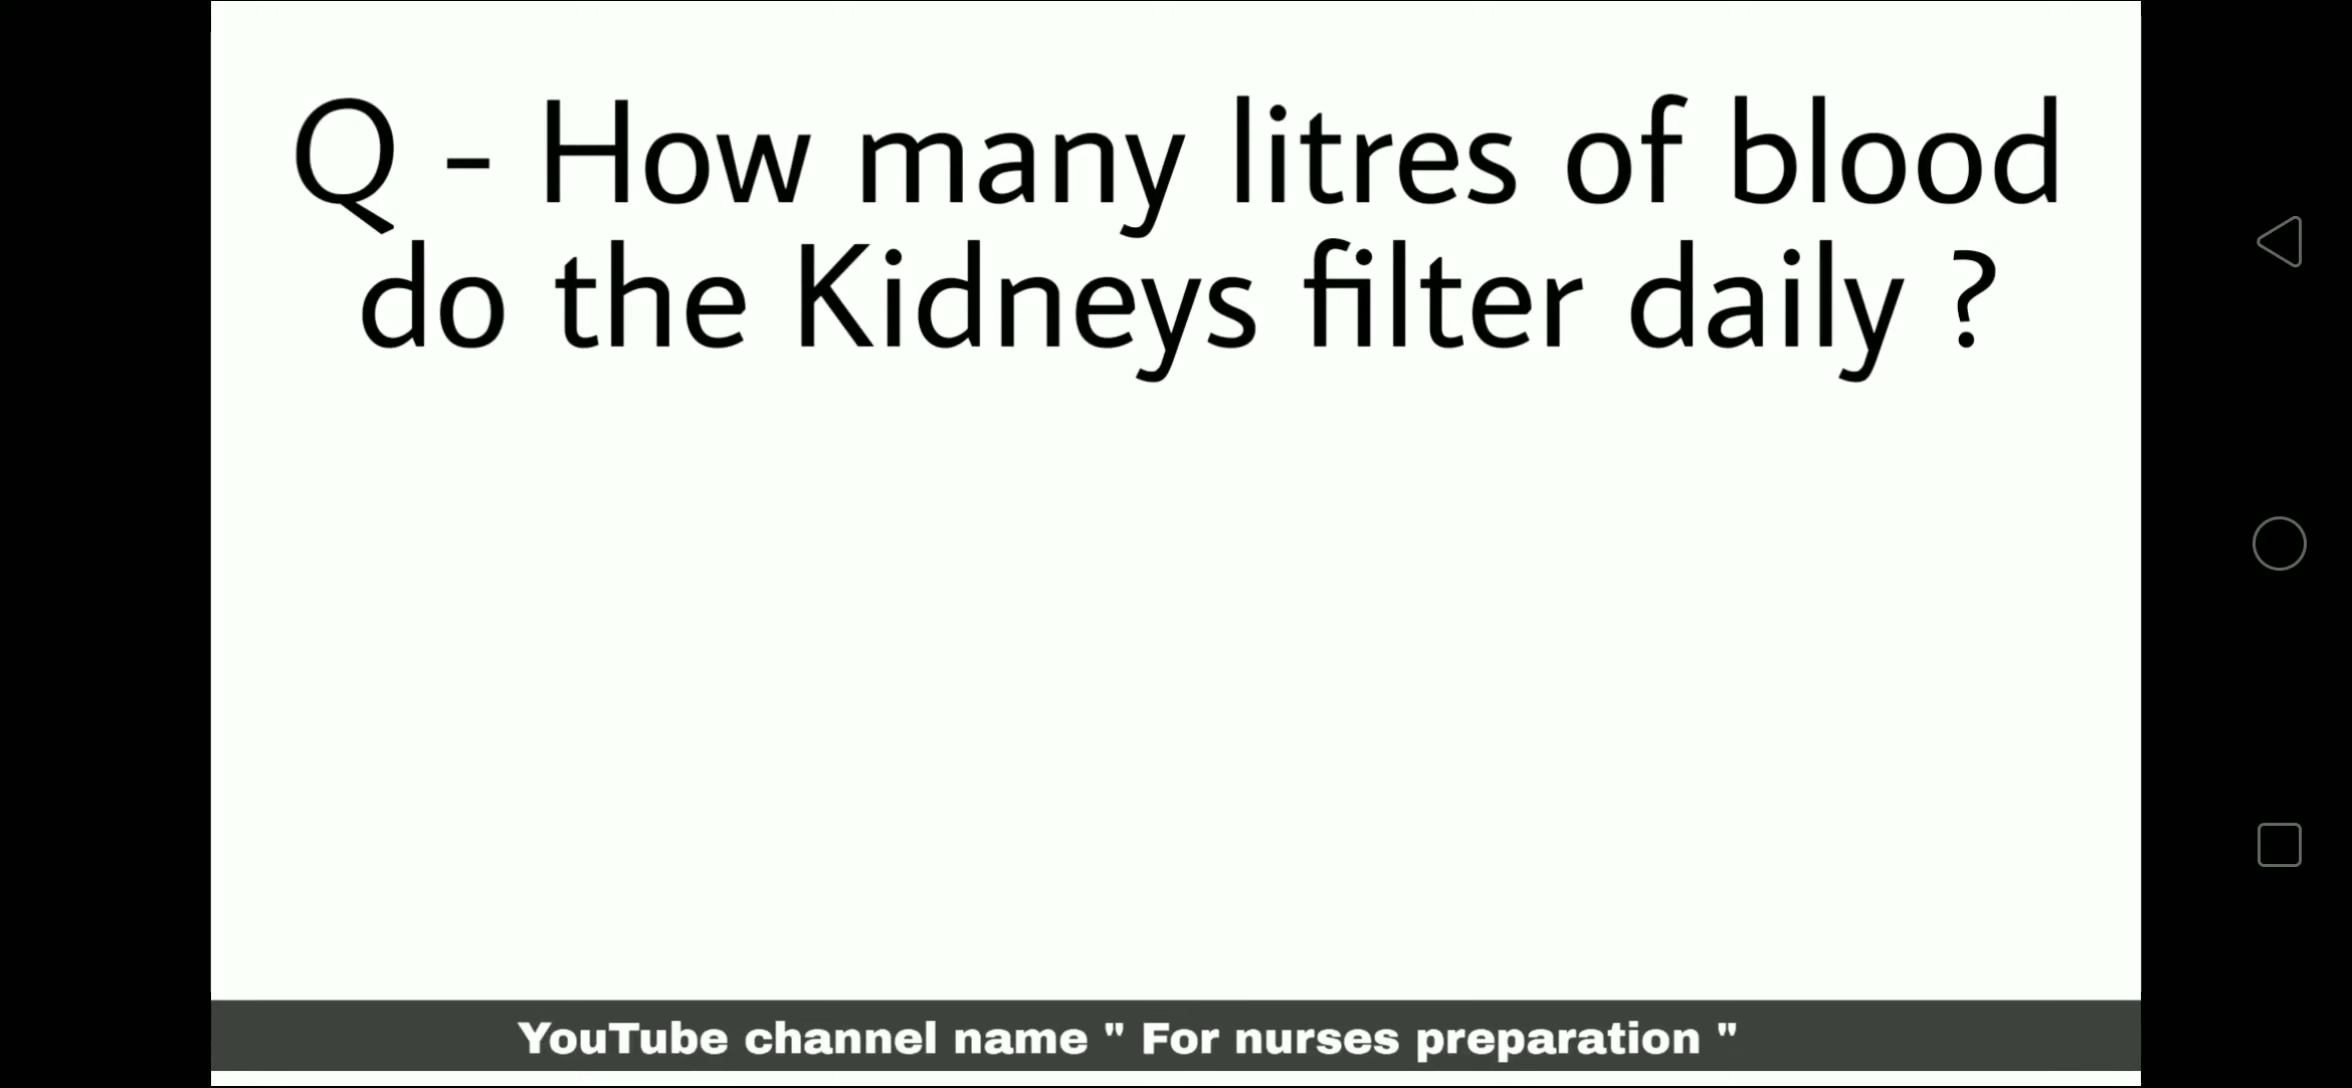 Q - How many litres of blood
do the Kidneys filter daily ?
YouTube channel name " For nurses preparation "